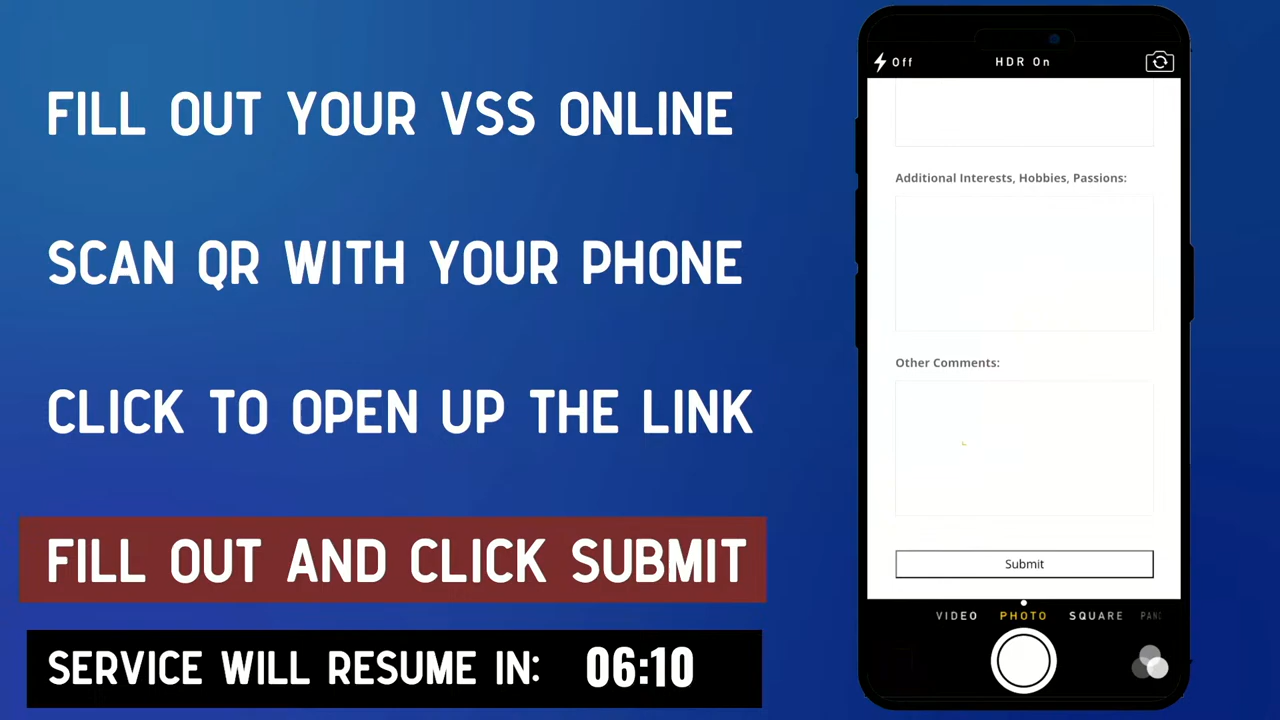 FILL OUT YOUR VSS ONLINE
SCAN QR WITH YOUR PHONE
CLICK TO OPEN UP THE LINK
FILL OUT AND CLICK SUBMIT
SERVICE WILL RESUME IN: 06:10
Off
HDR On
Additional Interests, Hobbies, Passions:
Other Comments:
Submit
VIDEO PHOTO SQUARE PANO